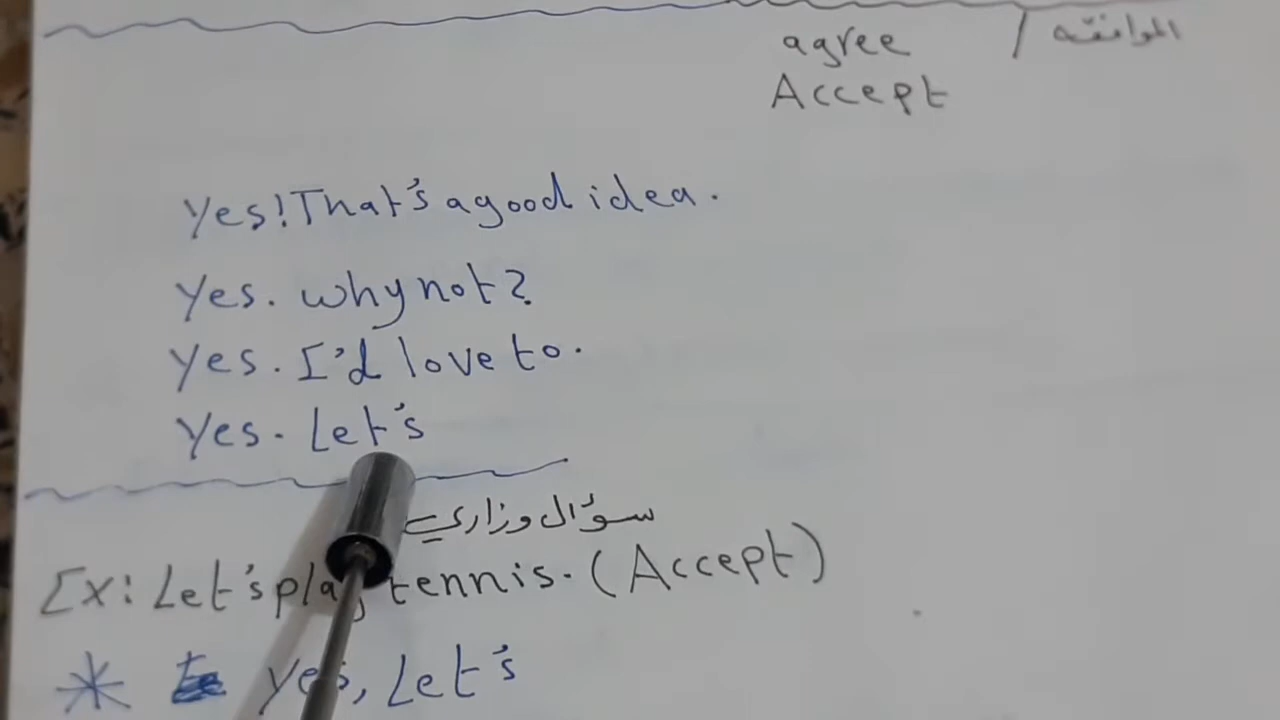 agree / الموافقه
Accept
Yes! That's a good idea.
Yes. why not?
Yes. I'd love to.
Yes. Let's
سؤال وزاري
Ex: Let's play tennis. (Accept)
* yes, Let's